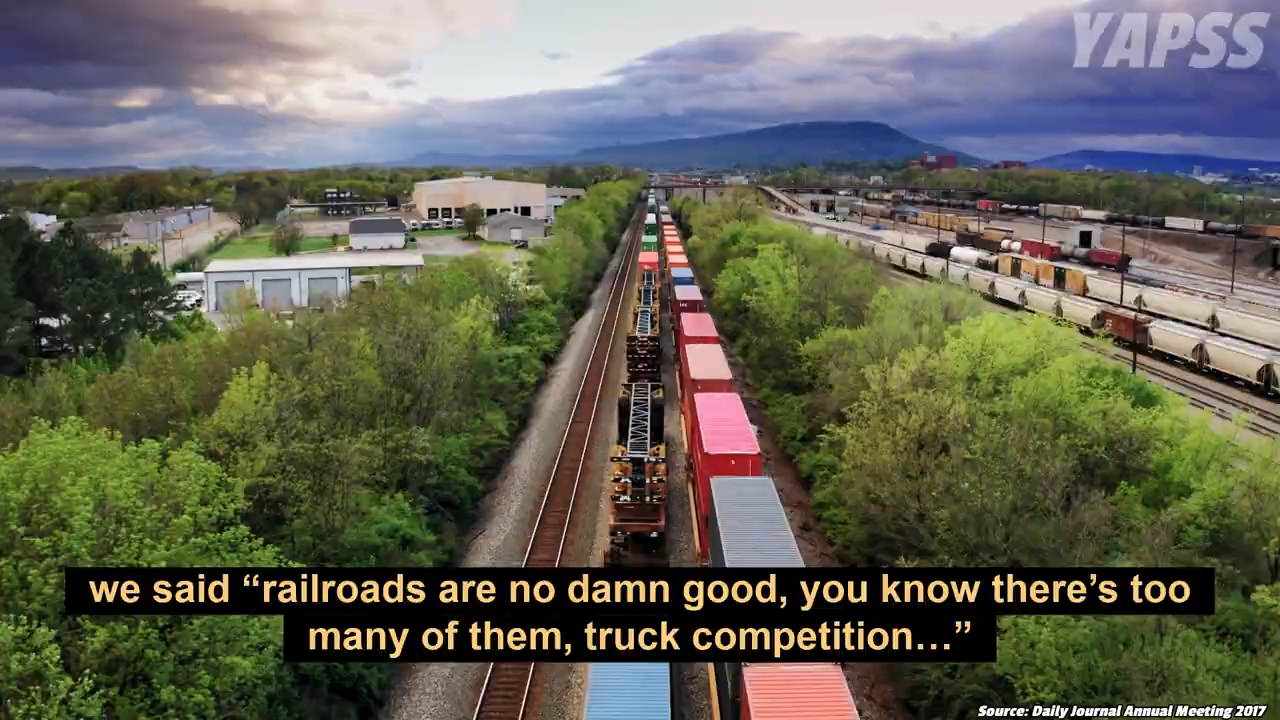 YAPSS
we said “railroads are no damn good, you know there’s too
many of them, truck competition…”
Source: Daily Journal Annual Meeting 2017